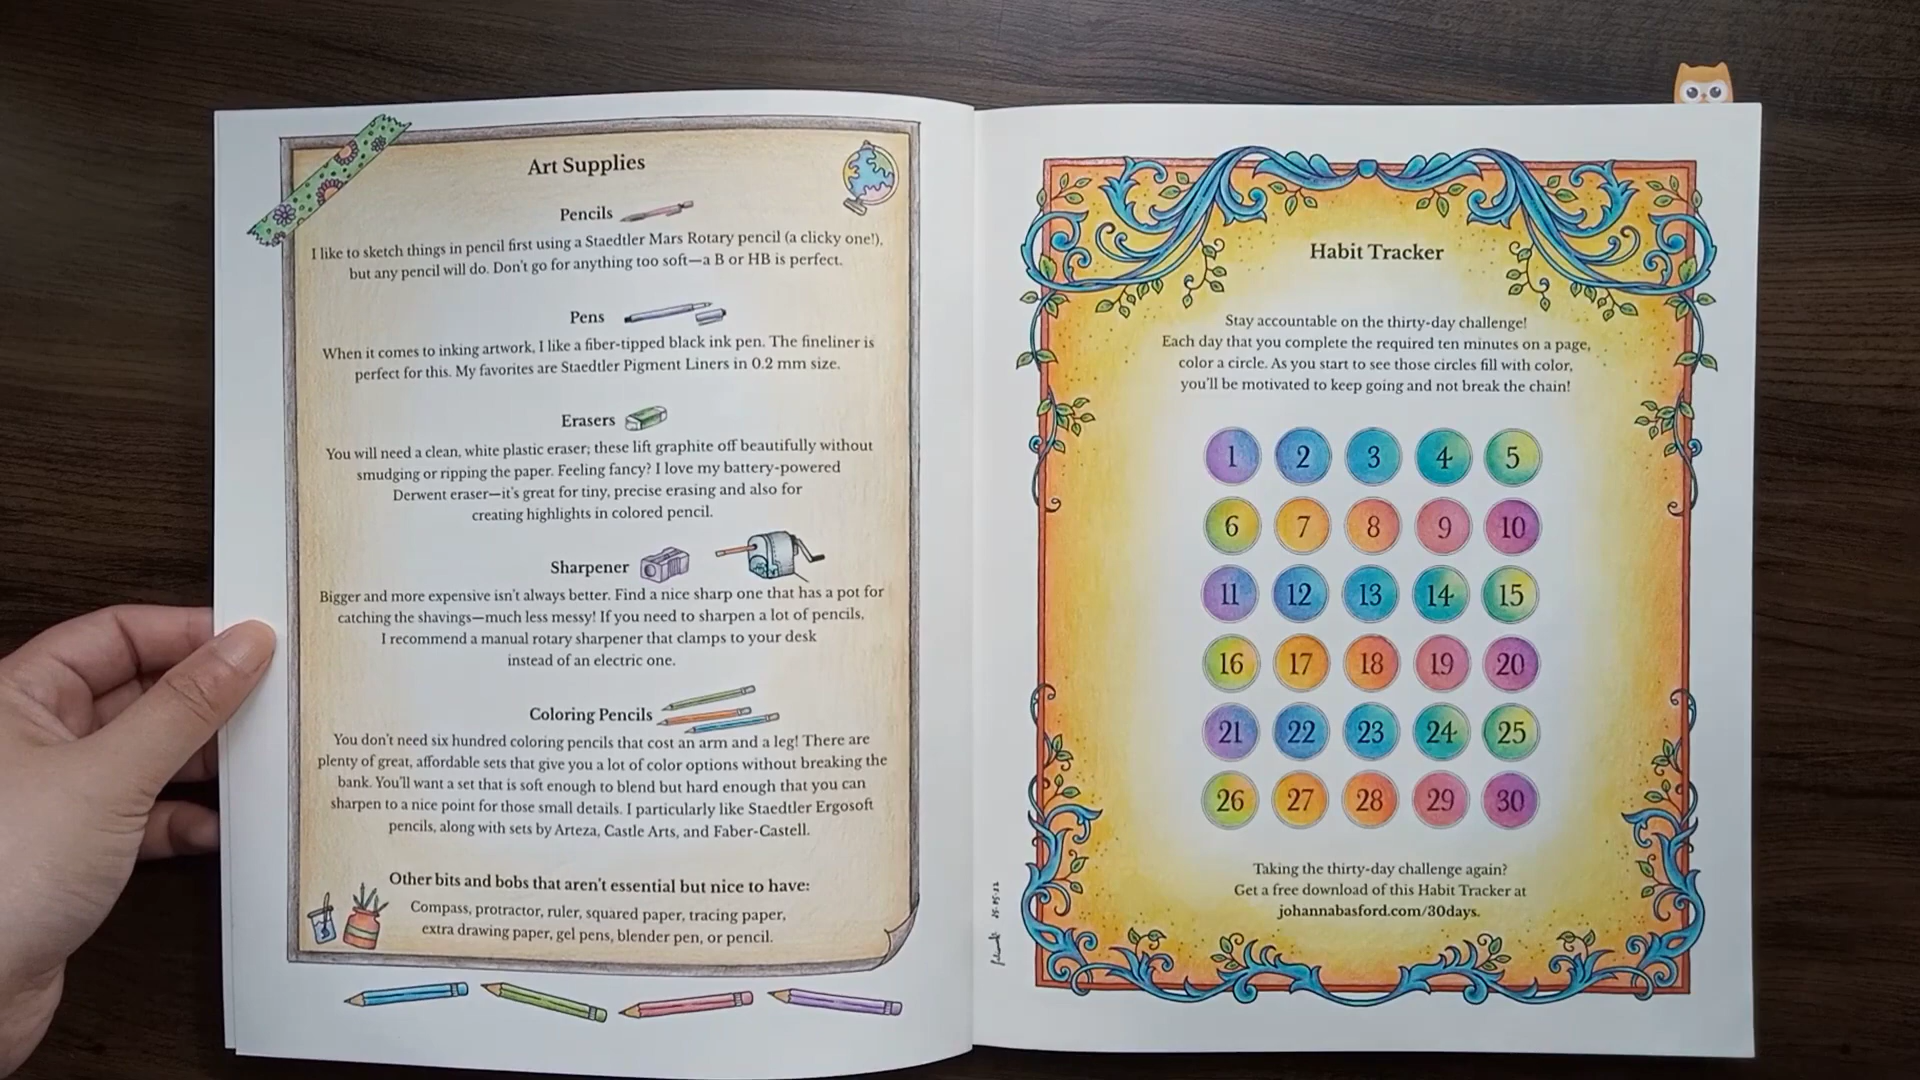 Art Supplies
Pencils
I like to sketch things in pencil first using a Staedtler Mars Rotary pencil (a clicky one!),
but any pencil will do. Don't go for anything too soft—a B or HB is perfect.
Pens
When it comes to inking artwork, I like a fiber-tipped black ink pen. The fineliner is
perfect for this. My favorites are Staedtler Pigment Liners in 0.2 mm size.
Erasers
You will need a clean, white plastic eraser; these lift graphite off beautifully without
smudging or ripping the paper. Feeling fancy? I love my battery-powered
Derwent eraser—it's great for tiny, precise erasing and also for
creating highlights in colored pencil.
Sharpener
Bigger and more expensive isn't always better. Find a nice sharp one that has a pot for
catching the shavings—much less messy! If you need to sharpen a lot of pencils,
I recommend a manual rotary sharpener that clamps to your desk
instead of an electric one.
Coloring Pencils
You don't need six hundred coloring pencils that cost an arm and a leg! There are
plenty of great, affordable sets that give you a lot of color options without breaking the
bank. You'll want a set that is soft enough to blend but hard enough that you can
sharpen to a nice point for those small details. I particularly like Staedtler Ergosoft
pencils, along with sets by Arteza, Castle Arts, and Faber-Castell.
Other bits and bobs that aren't essential but nice to have:
Compass, protractor, ruler, squared paper, tracing paper,
extra drawing paper, gel pens, blender pen, or pencil.
Habit Tracker
Stay accountable on the thirty-day challenge!
Each day that you complete the required ten minutes on a page,
color a circle. As you start to see those circles fill with color,
you'll be motivated to keep going and not break the chain!
1 2 3 4 5
6 7 8 9 10
11 12 13 14 15
16 17 18 19 20
21 22 23 24 25
26 27 28 29 30
Taking the thirty-day challenge again?
Get a free download of this Habit Tracker at
johannabasford.com/30days.